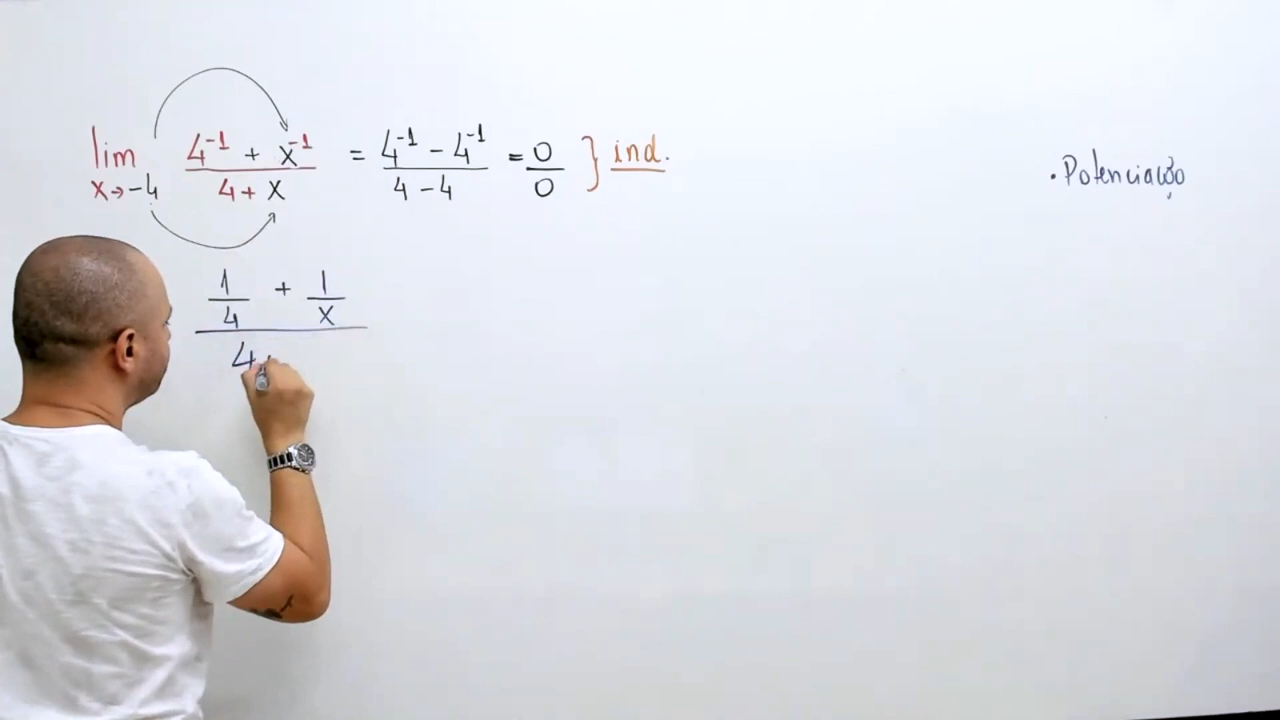 lim x→-4 (4⁻¹ + x⁻¹)/(4 + x) = (4⁻¹ - 4⁻¹)/(4 - 4) = 0/0 } ind.
• Potenciação
(1/4 + 1/x)/(4